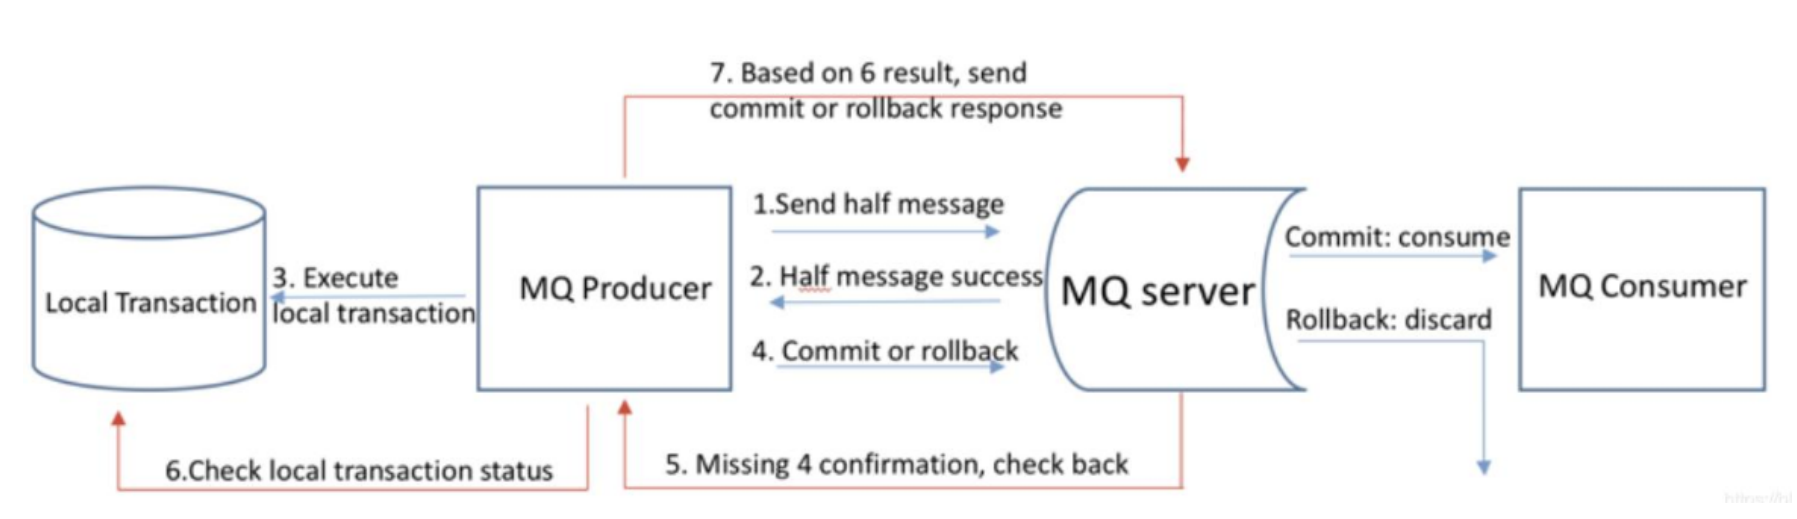 7. Based on 6 result, send
commit or rollback response
1.Send half message
Commit: consume
3. Execute
local transaction
2. Half message success
Local Transaction
MQ Producer
MQ server
MQ Consumer
Rollback: discard
4. Commit or rollback
6.Check local transaction status
5. Missing 4 confirmation, check back